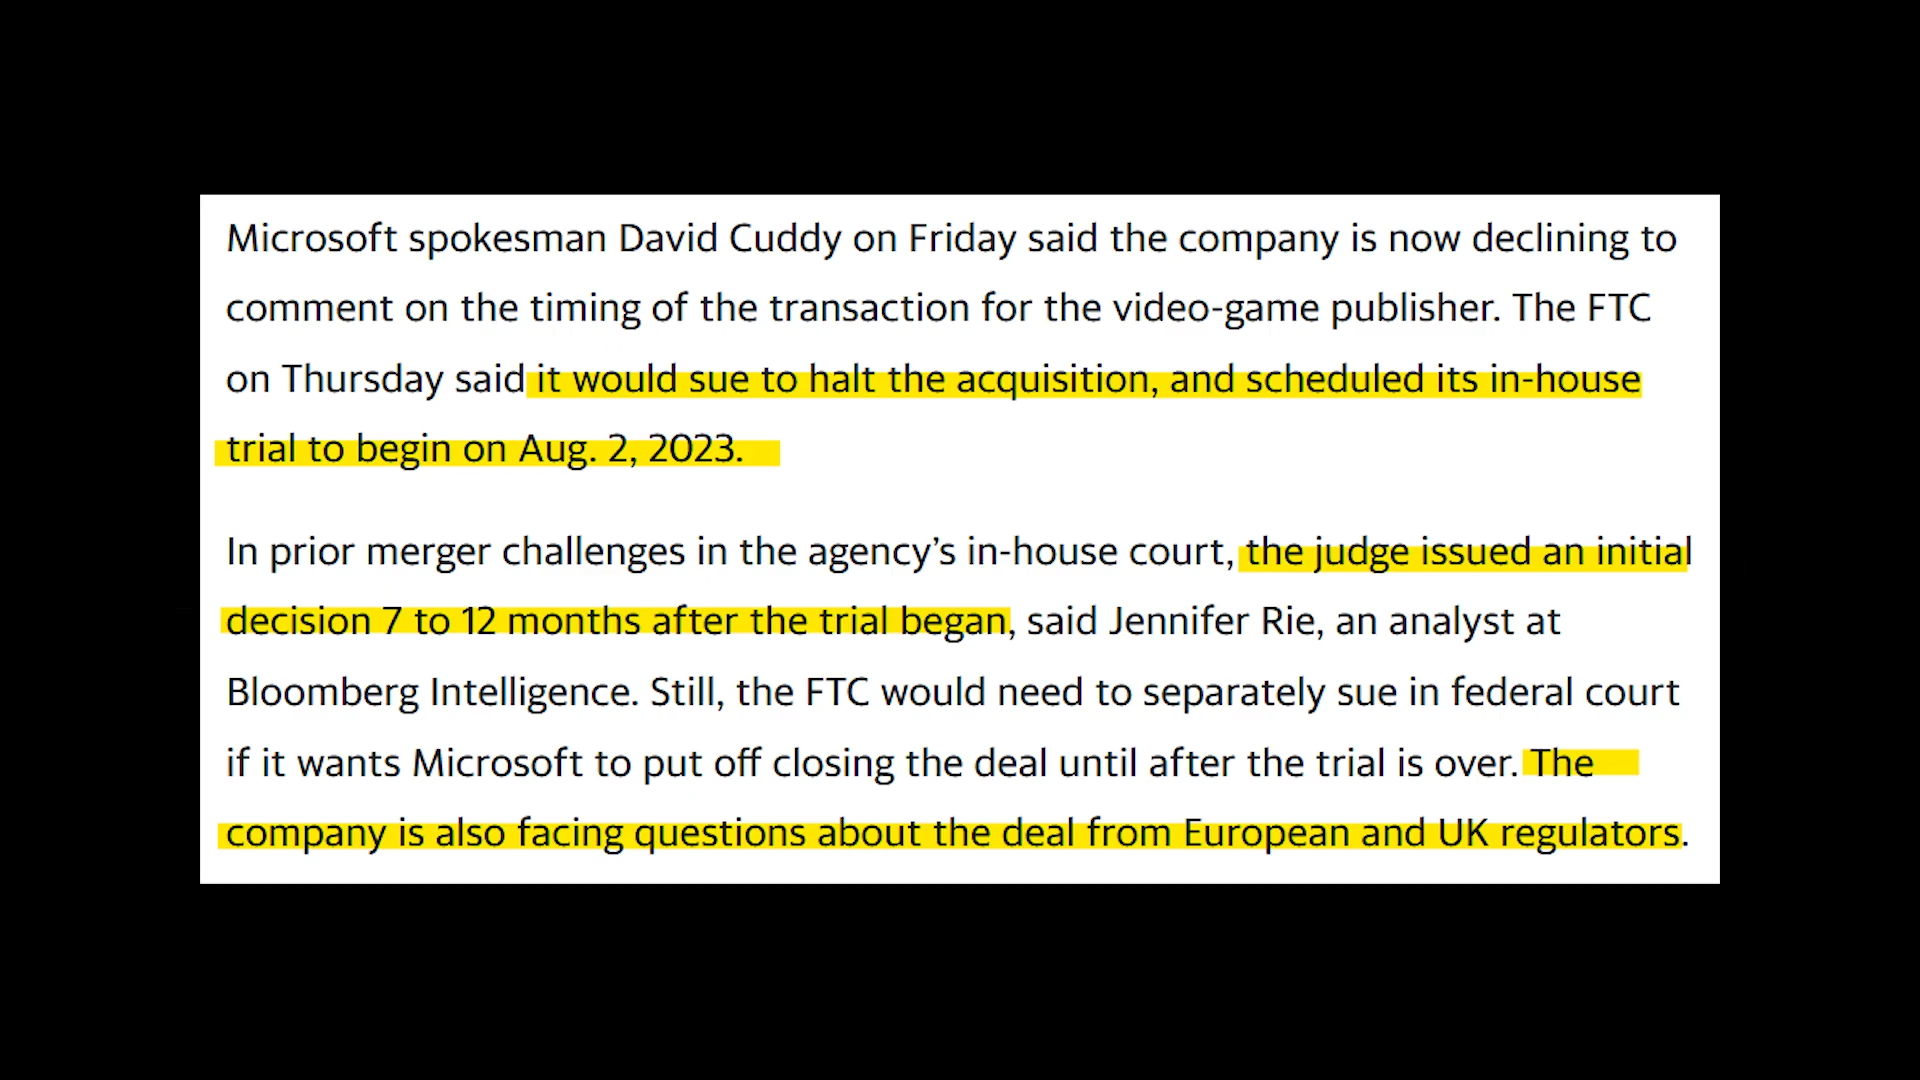 Microsoft spokesman David Cuddy on Friday said the company is now declining to
comment on the timing of the transaction for the video-game publisher. The FTC
on Thursday said it would sue to halt the acquisition, and scheduled its in-house
trial to begin on Aug. 2, 2023.
In prior merger challenges in the agency’s in-house court, the judge issued an initial
decision 7 to 12 months after the trial began, said Jennifer Rie, an analyst at
Bloomberg Intelligence. Still, the FTC would need to separately sue in federal court
if it wants Microsoft to put off closing the deal until after the trial is over. The
company is also facing questions about the deal from European and UK regulators.